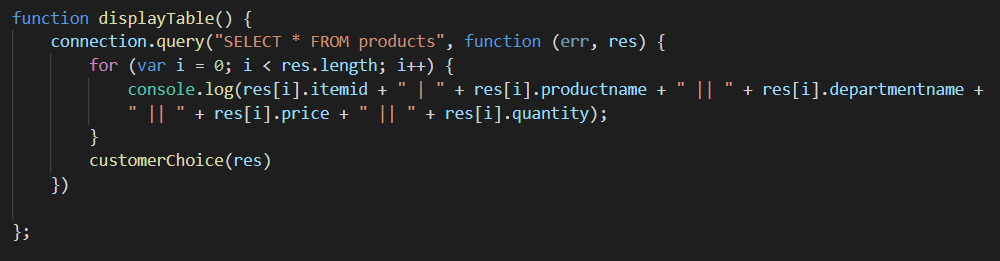 function displayTable() {
connection.query("SELECT * FROM products", function (err, res) {
for (var i = 0; i < res.length; i++) {
console.log(res[i].itemid + " | " + res[i].productname + " || " + res[i].departmentname +
" || " + res[i].price + " || " + res[i].quantity);
}
customerChoice(res)
})
};